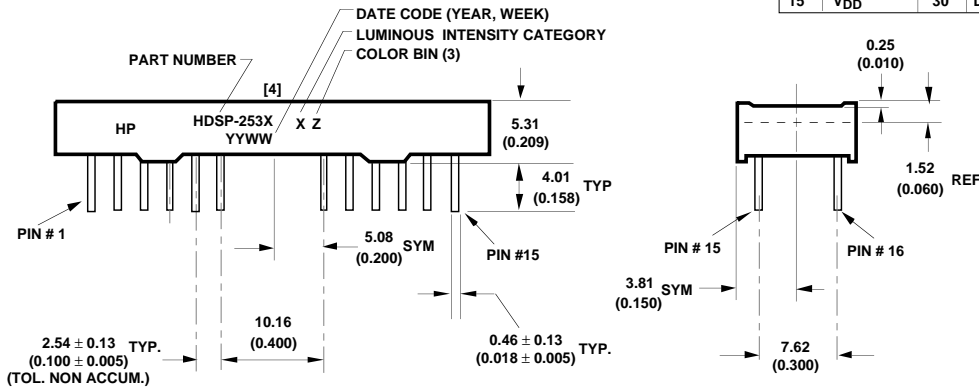 15 VDD 30
DATE CODE (YEAR, WEEK)
LUMINOUS INTENSITY CATEGORY
COLOR BIN (3)
PART NUMBER
[4]
HP
HDSP-253X X Z
YYWW
5.31
(0.209)
4.01
(0.158) TYP
PIN # 1
5.08
(0.200) SYM
PIN #15
2.54 ± 0.13
(0.100 ± 0.005) TYP.
(TOL. NON ACCUM.)
10.16
(0.400)
0.46 ± 0.13
(0.018 ± 0.005) TYP.
0.25
(0.010)
1.52
(0.060) REF
PIN # 15
PIN # 16
3.81
(0.150) SYM
7.62
(0.300)